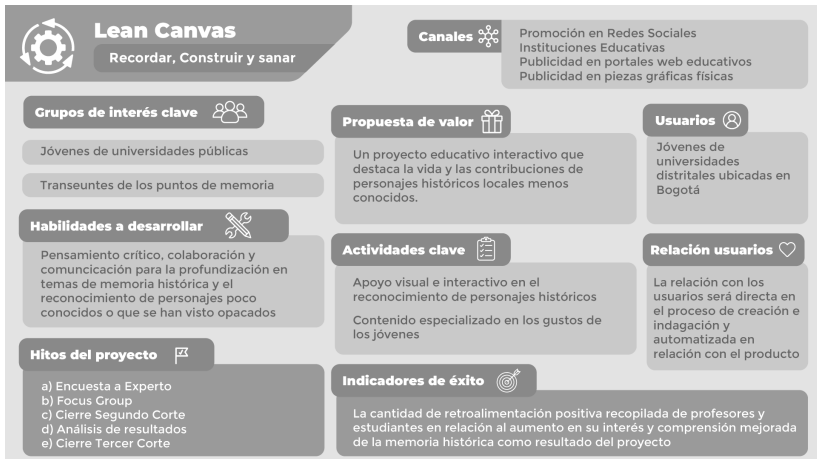 Lean Canvas
Recordar, Construir y sanar
Canales
Promoción en Redes Sociales
Instituciones Educativas
Publicidad en portales web educativos
Publicidad en piezas gráficas físicas
Grupos de interés clave
Jóvenes de universidades públicas
Transeuntes de los puntos de memoria
Propuesta de valor
Un proyecto educativo interactivo que
destaca la vida y las contribuciones de
personajes históricos locales menos
conocidos.
Usuarios
Jóvenes de
universidades
distritales ubicadas en
Bogotá
Habilidades a desarrollar
Pensamiento crítico, colaboración y
comuncicación para la profundización en
temas de memoria histórica y el
reconocimiento de personajes poco
conocidos o que se han visto opacados
Actividades clave
Apoyo visual e interactivo en el
reconocimiento de personajes históricos
Contenido especializado en los gustos de
los jóvenes
Relación usuarios
La relación con los
usuarios será directa en
el proceso de creación e
indagación y
automatizada en
relación con el producto
Hitos del proyecto
a) Encuesta a Experto
b) Focus Group
c) Cierre Segundo Corte
d) Análisis de resultados
e) Cierre Tercer Corte
Indicadores de éxito
La cantidad de retroalimentación positiva recopilada de profesores y
estudiantes en relación al aumento en su interés y comprensión mejorada
de la memoria histórica como resultado del proyecto